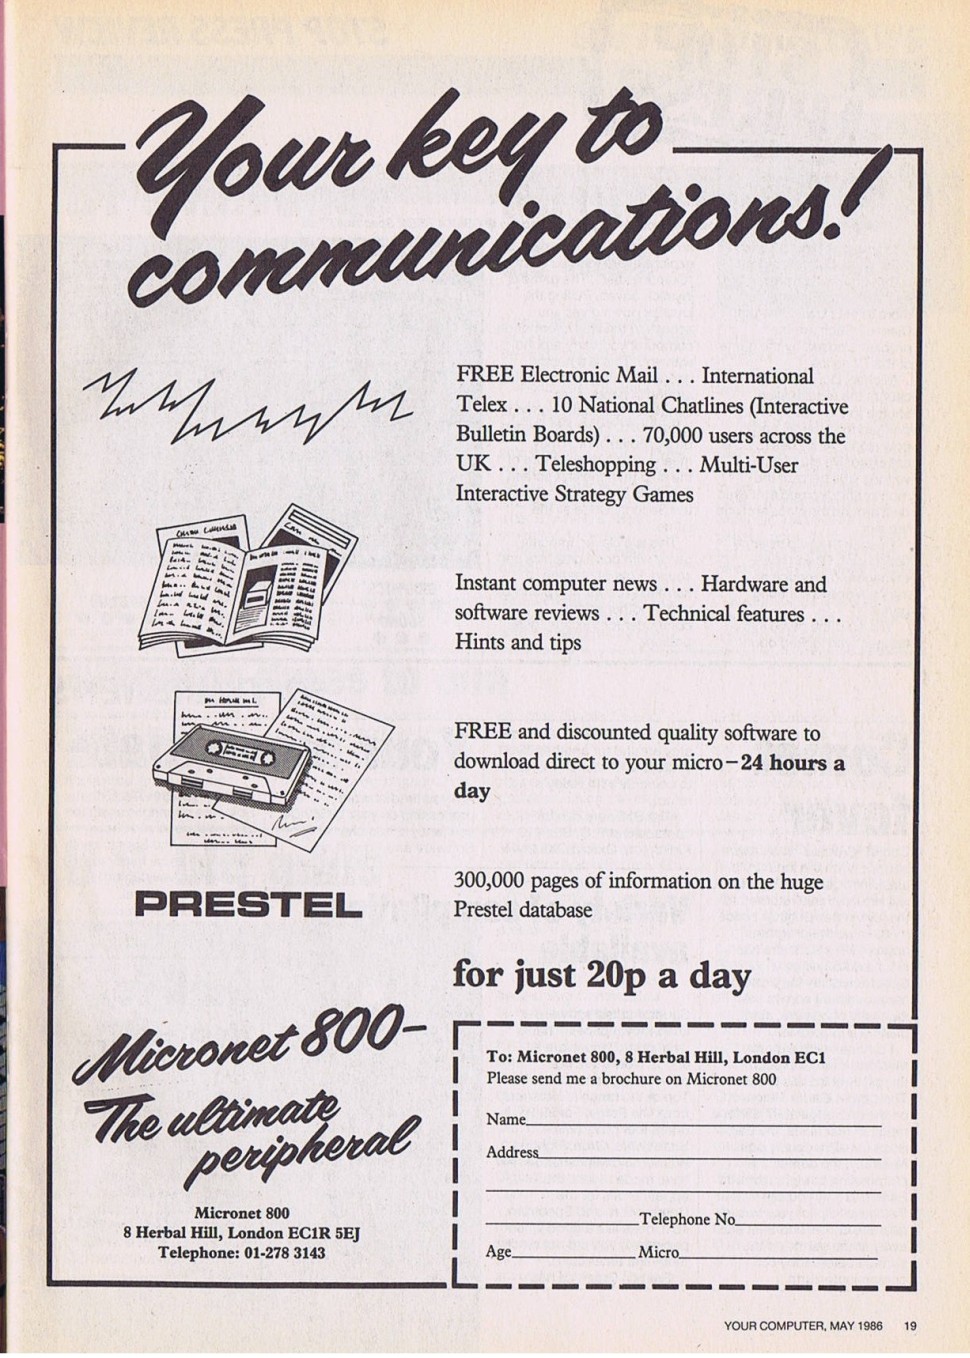 Your key to
communications!
FREE Electronic Mail . . . International
Telex . . . 10 National Chatlines (Interactive
Bulletin Boards) . . . 70,000 users across the
UK . . . Teleshopping . . . Multi-User
Interactive Strategy Games
Instant computer news . . . Hardware and
software reviews . . . Technical features . . .
Hints and tips
FREE and discounted quality software to
download direct to your micro–24 hours a
day
PRESTEL
300,000 pages of information on the huge
Prestel database
for just 20p a day
Micronet 800–
The ultimate
peripheral
Micronet 800
8 Herbal Hill, London EC1R 5EJ
Telephone: 01-278 3143
To: Micronet 800, 8 Herbal Hill, London EC1
Please send me a brochure on Micronet 800
Name
Address
Telephone No
Age Micro
YOUR COMPUTER, MAY 1986 19